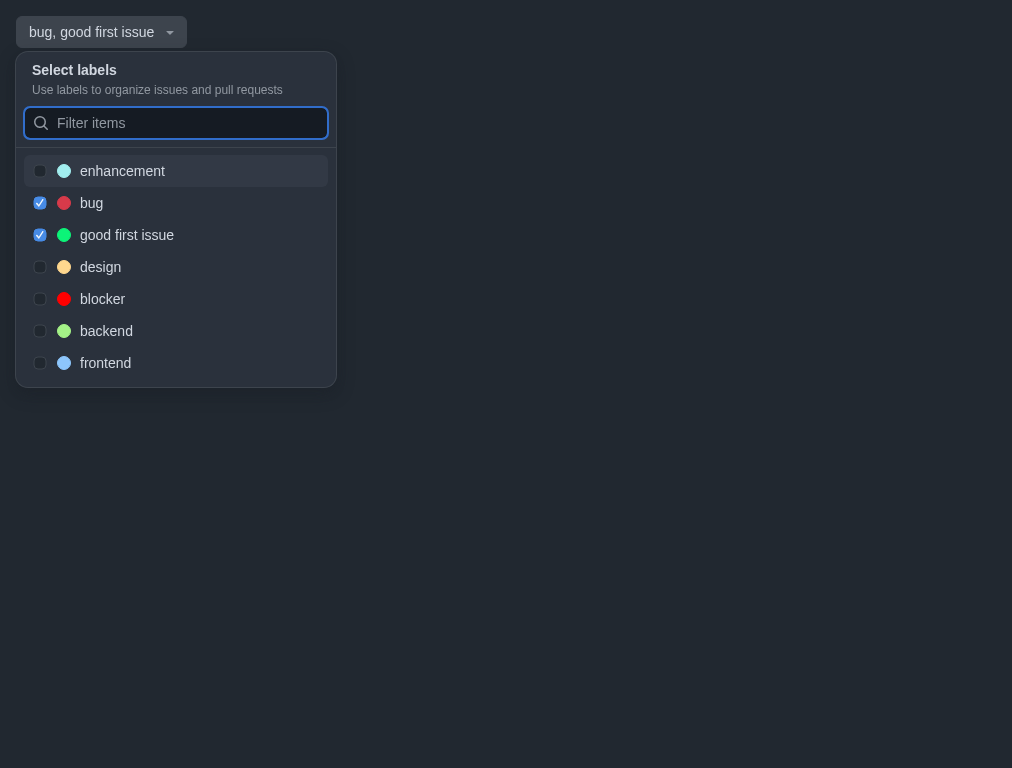 bug, good first issue
Select labels
Use labels to organize issues and pull requests
Filter items
enhancement
bug
good first issue
design
blocker
backend
frontend